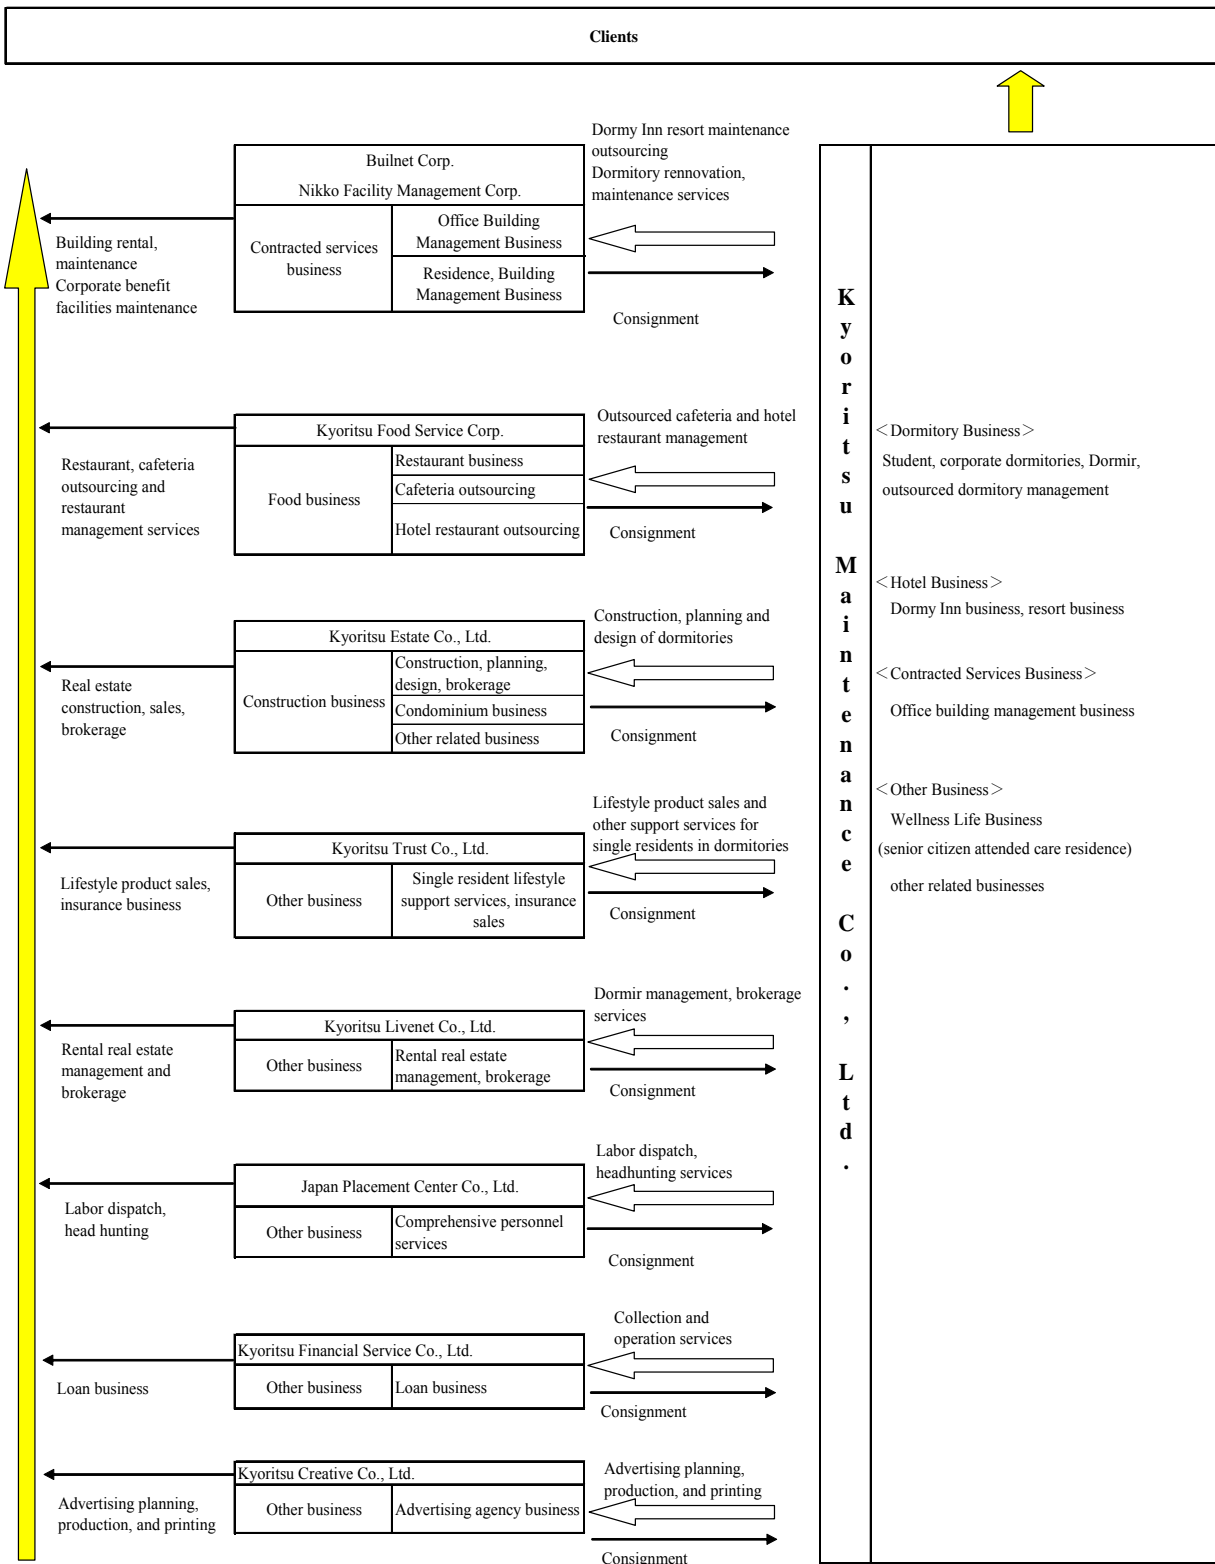 Clients
Dormy Inn resort maintenance
outsourcing
Dormitory rennovation,
maintenance services
Builnet Corp.
Nikko Facility Management Corp.
Contracted services
business
Office Building
Management Business
Residence, Building
Management Business
Building rental,
maintenance
Corporate benefit
facilities maintenance
Consignment
Outsourced cafeteria and hotel
restaurant management
Kyoritsu Food Service Corp.
Food business
Restaurant business
Cafeteria outsourcing
Hotel restaurant outsourcing
Restaurant, cafeteria
outsourcing and
restaurant
management services
Consignment
Construction, planning and
design of dormitories
Kyoritsu Estate Co., Ltd.
Construction business
Construction, planning,
design, brokerage
Condominium business
Other related business
Real estate
construction, sales,
brokerage
Consignment
Lifestyle product sales and
other support services for
single residents in dormitories
Kyoritsu Trust Co., Ltd.
Other business
Single resident lifestyle
support services, insurance
sales
Lifestyle product sales,
insurance business
Consignment
Dormir management, brokerage
services
Kyoritsu Livenet Co., Ltd.
Other business
Rental real estate
management, brokerage
Rental real estate
management and
brokerage
Consignment
Labor dispatch,
headhunting services
Japan Placement Center Co., Ltd.
Other business
Comprehensive personnel
services
Labor dispatch,
head hunting
Consignment
Collection and
operation services
Kyoritsu Financial Service Co., Ltd.
Other business
Loan business
Loan business
Consignment
Advertising planning,
production, and printing
Kyoritsu Creative Co., Ltd.
Other business
Advertising agency business
Advertising planning,
production, and printing
Consignment
Kyoritsu Maintenance Co., Ltd.
＜Dormitory Business＞
Student, corporate dormitories, Dormir,
outsourced dormitory management
＜Hotel Business＞
Dormy Inn business, resort business
＜Contracted Services Business＞
Office building management business
＜Other Business＞
Wellness Life Business
(senior citizen attended care residence)
other related businesses